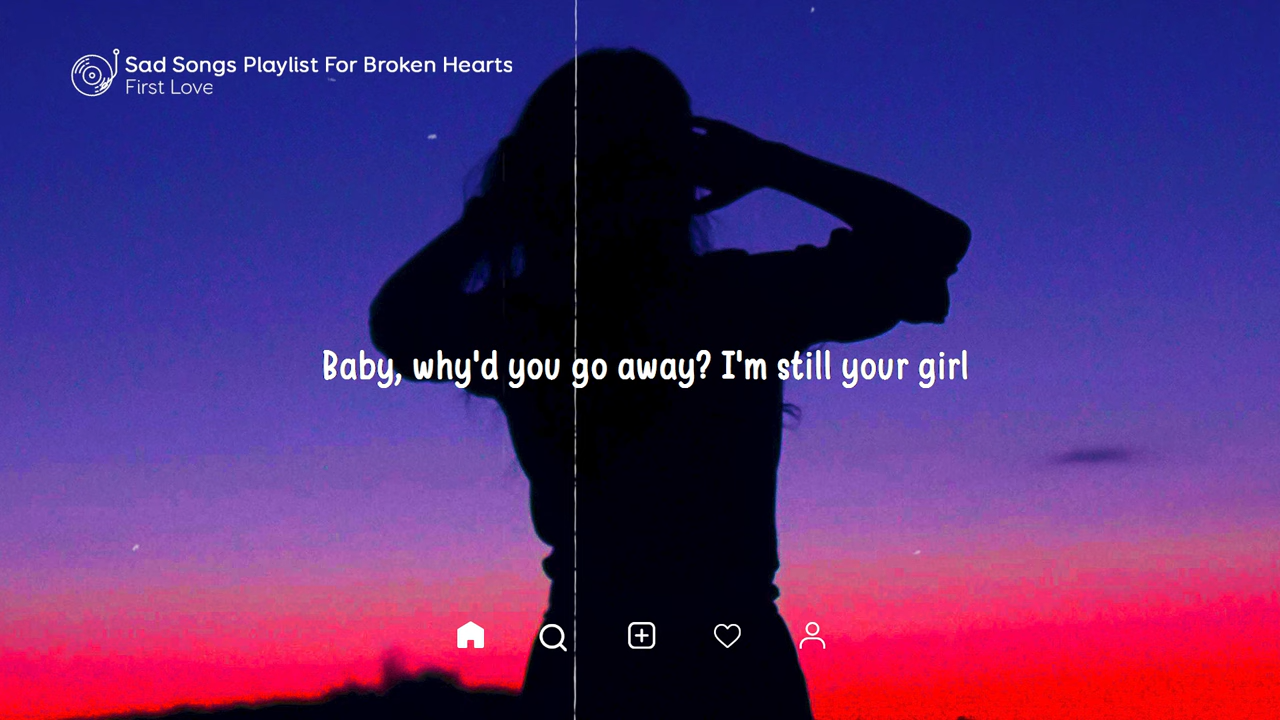 Sad Songs Playlist For Broken Hearts
First Love
Baby, why'd you go away? I'm still your girl